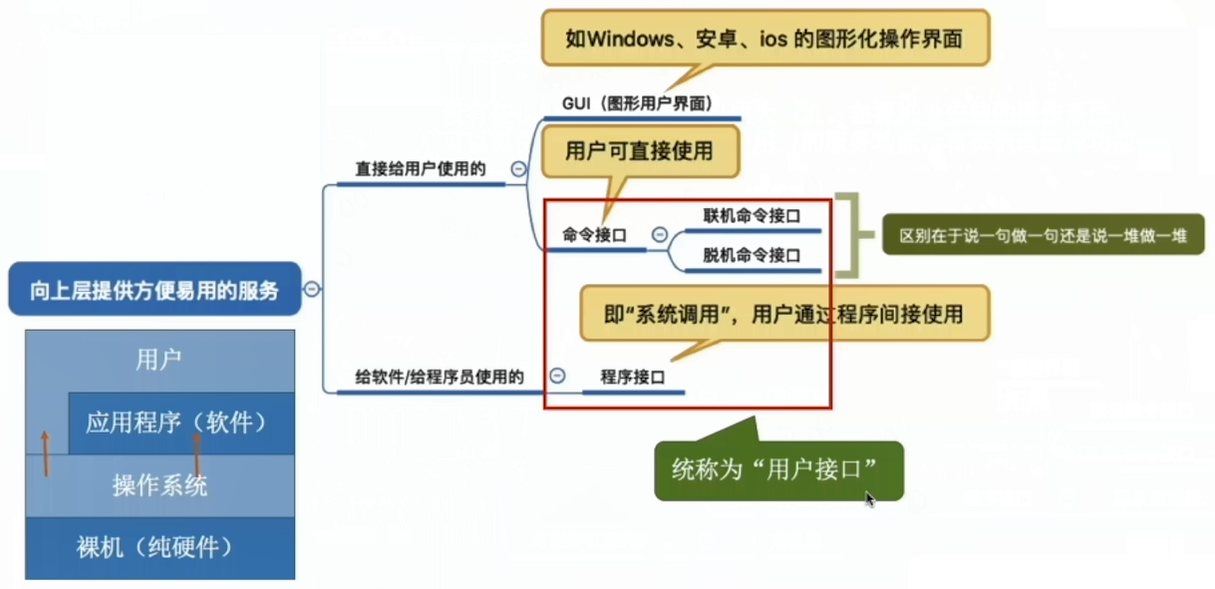 如Windows、安卓、ios 的图形化操作界面
GUI（图形用户界面）
用户可直接使用
直接给用户使用的
联机命令接口
命令接口
区别在于说一句做一句还是说一堆做一堆
脱机命令接口
向上层提供方便易用的服务
即“系统调用”，用户通过程序间接使用
用户
给软件/给程序员使用的
程序接口
应用程序（软件）
统称为“用户接口”
操作系统
裸机（纯硬件）